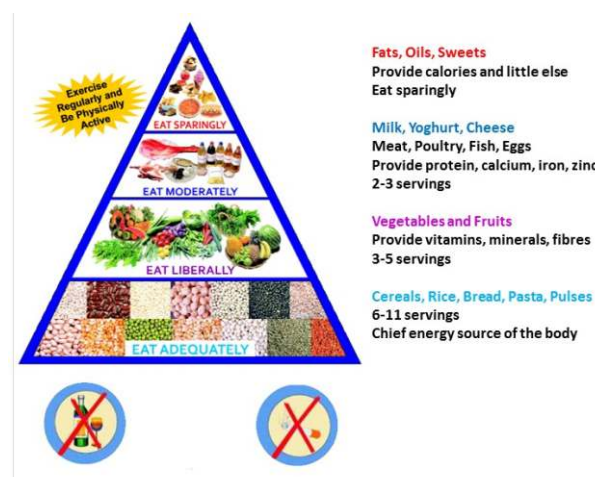 Exercise
Regularly and
Be Physically
Active
EAT SPARINGLY
EAT MODERATELY
EAT LIBERALLY
EAT ADEQUATELY
Fats, Oils, Sweets
Provide calories and little else
Eat sparingly
Milk, Yoghurt, Cheese
Meat, Poultry, Fish, Eggs
Provide protein, calcium, iron, zinc
2-3 servings
Vegetables and Fruits
Provide vitamins, minerals, fibres
3-5 servings
Cereals, Rice, Bread, Pasta, Pulses
6-11 servings
Chief energy source of the body